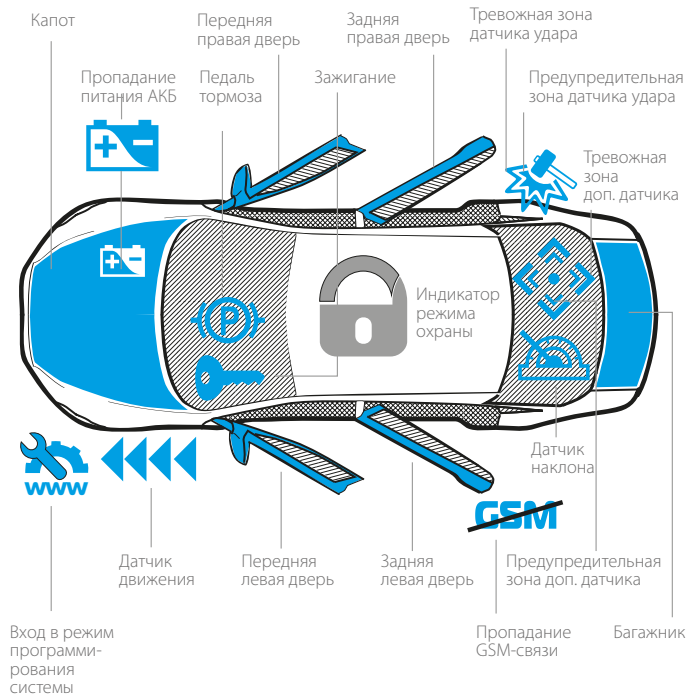 Капот
Передняя
правая дверь
Задняя
правая дверь
Тревожная зона
датчика удара
Пропадание
питания АКБ
Педаль
тормоза
Зажигание
Предупредительная
зона датчика удара
Тревожная
зона
доп. датчика
P
Индикатор
режима
охраны
Датчик
наклона
www
GSM
Датчик
движения
Передняя
левая дверь
Задняя
левая дверь
Предупредительная
зона доп. датчика
Вход в режим
программи-
рования
системы
Пропадание
GSM-связи
Багажник